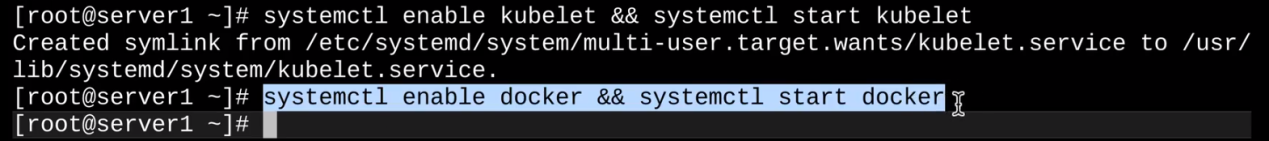 [root@server1 ~]# systemctl enable kubelet && systemctl start kubelet
Created symlink from /etc/systemd/system/multi-user.target.wants/kubelet.service to /usr/
lib/systemd/system/kubelet.service.
[root@server1 ~]# systemctl enable docker && systemctl start docker
[root@server1 ~]#